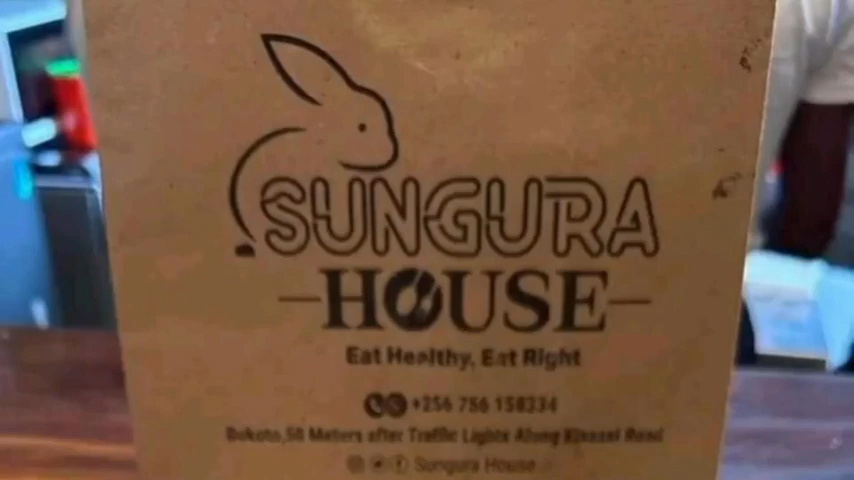 SUNGURA
HOUSE
Eat Healthy, Eat Right
+256 756 158334
Bukoto,50 Meters after Traffic Lights Along Kisaasi Road
Sungura House